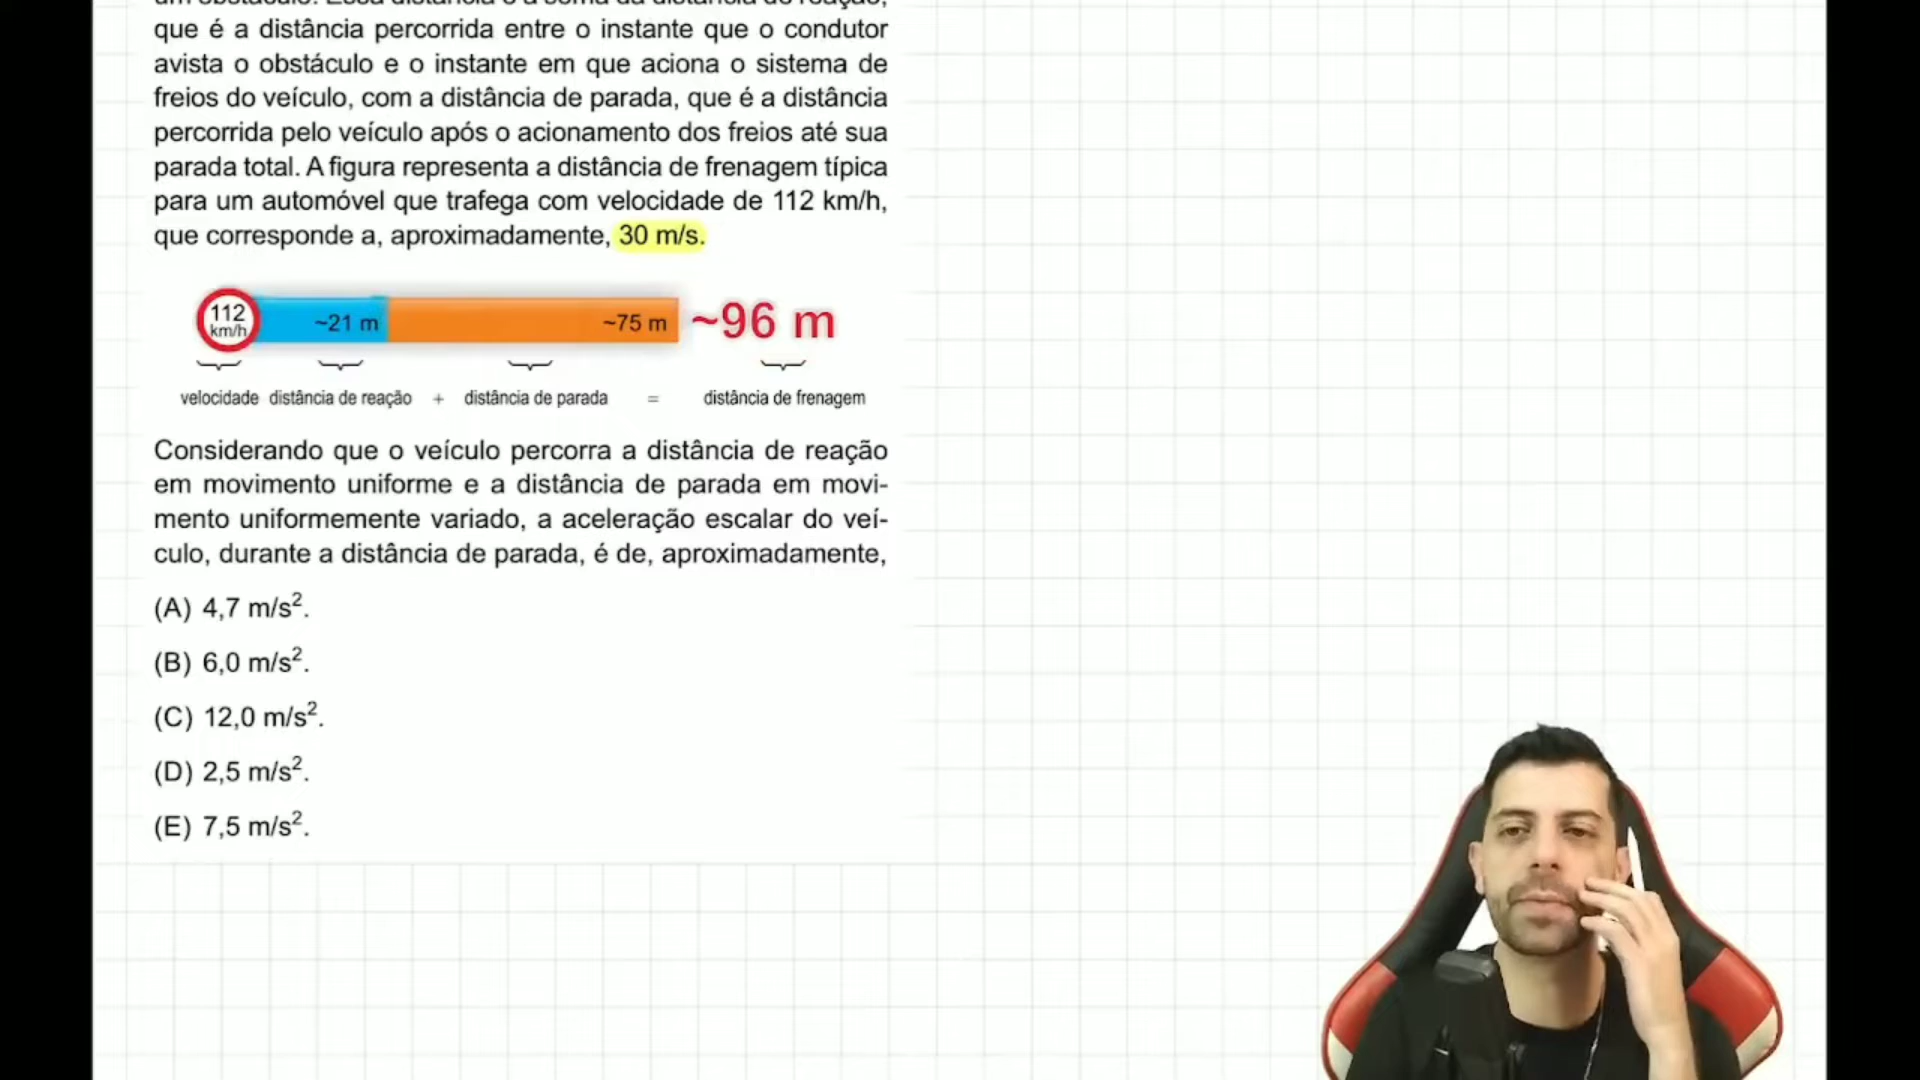 que é a distância percorrida entre o instante que o condutor
avista o obstáculo e o instante em que aciona o sistema de
freios do veículo, com a distância de parada, que é a distância
percorrida pelo veículo após o acionamento dos freios até sua
parada total. A figura representa a distância de frenagem típica
para um automóvel que trafega com velocidade de 112 km/h,
que corresponde a, aproximadamente, 30 m/s.
112 km/h ~21 m ~75 m ~96 m
velocidade distância de reação + distância de parada = distância de frenagem
Considerando que o veículo percorra a distância de reação
em movimento uniforme e a distância de parada em movi-
mento uniformemente variado, a aceleração escalar do veí-
culo, durante a distância de parada, é de, aproximadamente,
(A) 4,7 m/s².
(B) 6,0 m/s².
(C) 12,0 m/s².
(D) 2,5 m/s².
(E) 7,5 m/s².